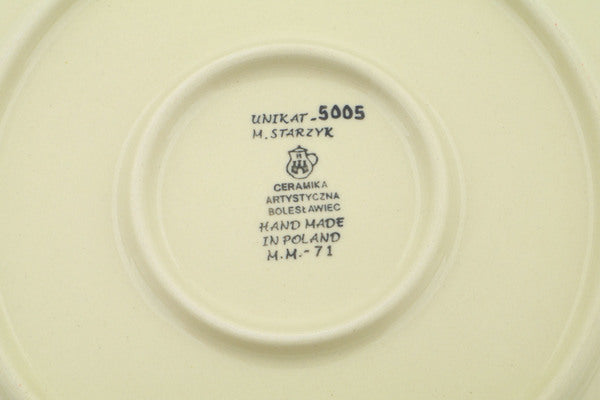 UNIKAT - 5005
M. STARZYK
CERAMIKA
ARTYSTYCZNA
BOLESŁAWIEC
HAND MADE
IN POLAND
M.M. - 71